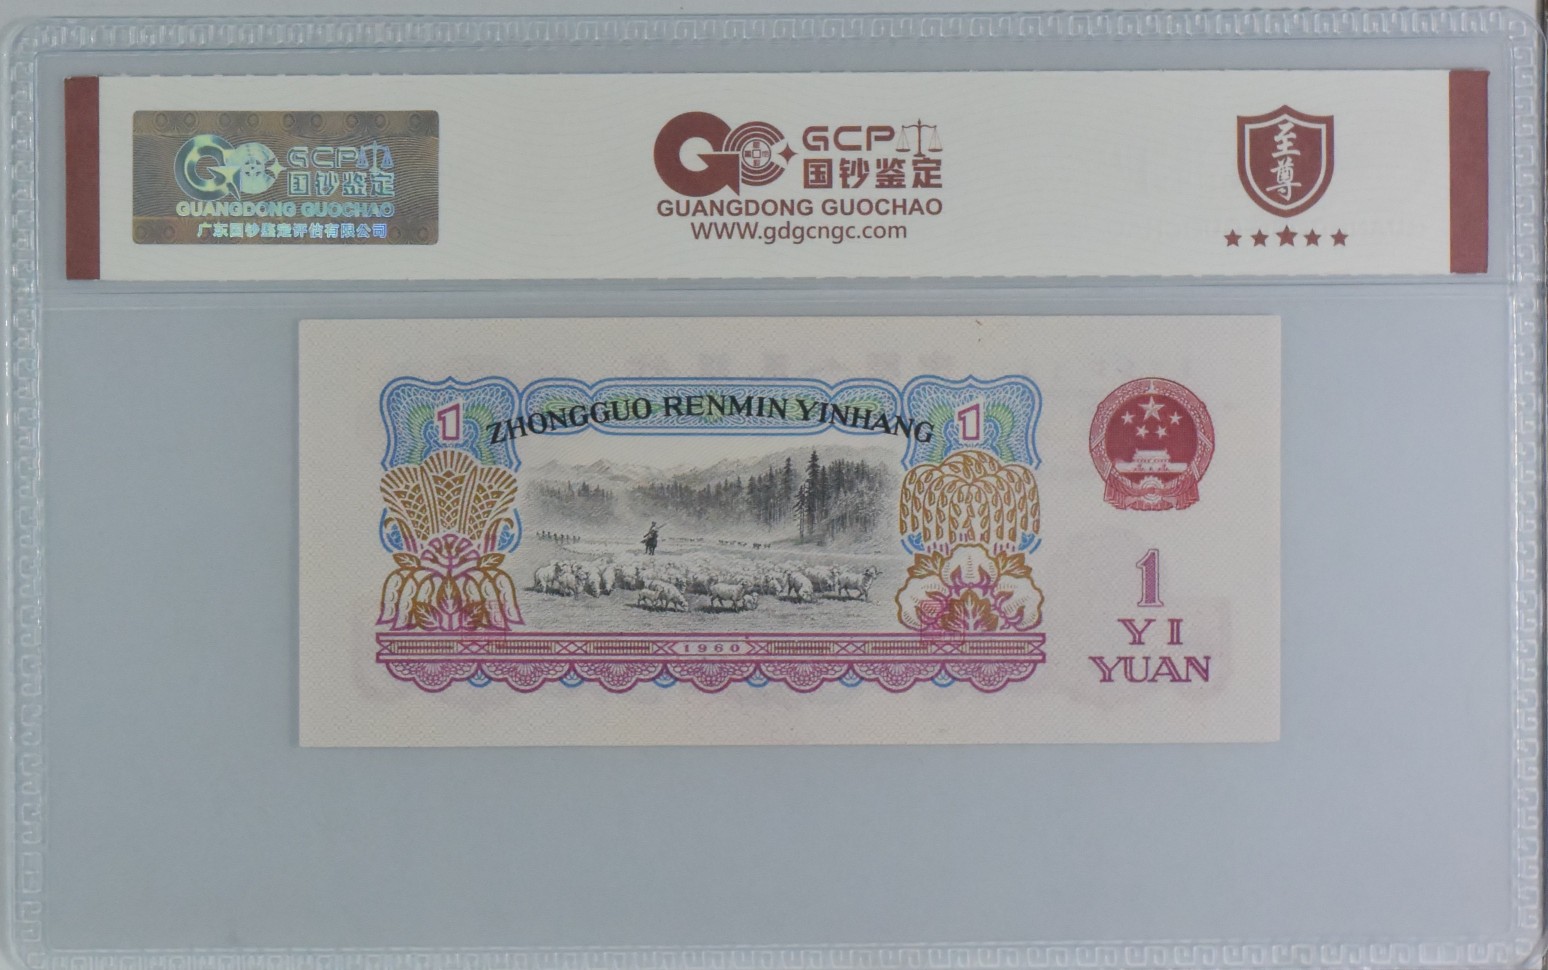 GCP
国钞鉴定
GUANGDONG GUOCHAO
广东国钞鉴定评估有限公司
GCP
国钞鉴定
GUANGDONG GUOCHAO
WWW.gdgcngc.com
至尊
1 ZHONGGUO RENMIN YINHANG 1
1960
1
YI
YUAN